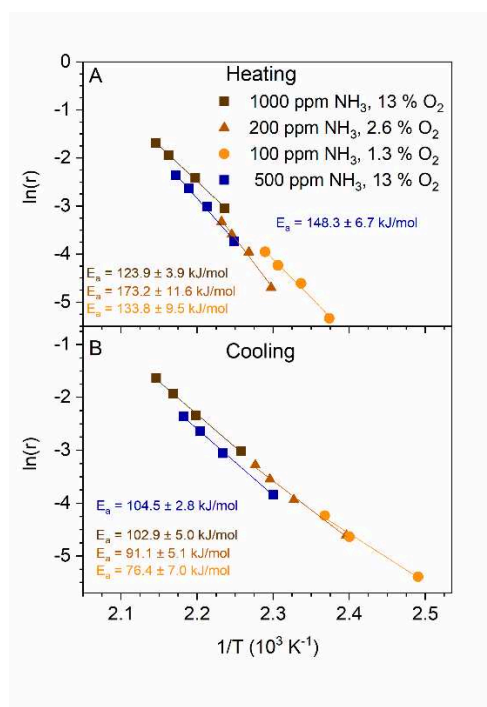 A
Heating
1000 ppm NH₃, 13 % O₂
200 ppm NH₃, 2.6 % O₂
100 ppm NH₃, 1.3 % O₂
500 ppm NH₃, 13 % O₂
Eₐ = 148.3 ± 6.7 kJ/mol
Eₐ = 123.9 ± 3.9 kJ/mol
Eₐ = 173.2 ± 11.6 kJ/mol
Eₐ = 133.8 ± 9.5 kJ/mol
ln(r)
0
-1
-2
-3
-4
-5
B
Cooling
Eₐ = 104.5 ± 2.8 kJ/mol
Eₐ = 102.9 ± 5.0 kJ/mol
Eₐ = 91.1 ± 5.1 kJ/mol
Eₐ = 76.4 ± 7.0 kJ/mol
ln(r)
-1
-2
-3
-4
-5
2.1 2.2 2.3 2.4 2.5
1/T (10³ K⁻¹)